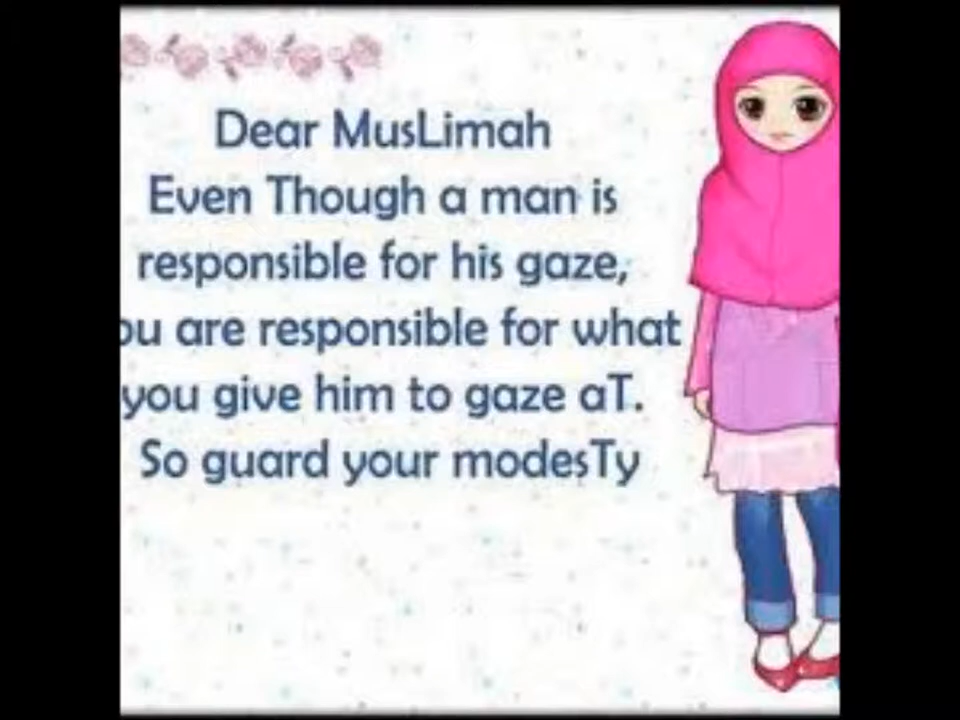 Dear MusLimah
Even Though a man is
responsible for his gaze,
ou are responsible for what
you give him to gaze aT.
So guard your modesTy